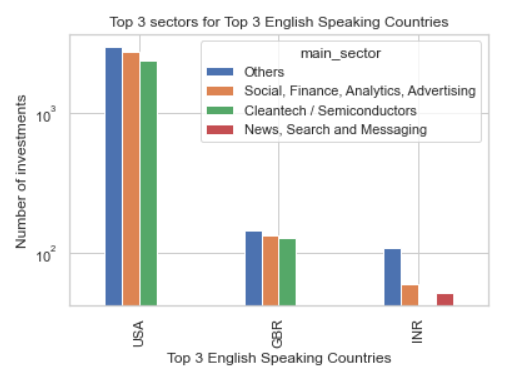 Top 3 sectors for Top 3 English Speaking Countries
main_sector
Others
Social, Finance, Analytics, Advertising
Cleantech / Semiconductors
News, Search and Messaging
Number of investments
10³
10²
USA
GBR
INR
Top 3 English Speaking Countries